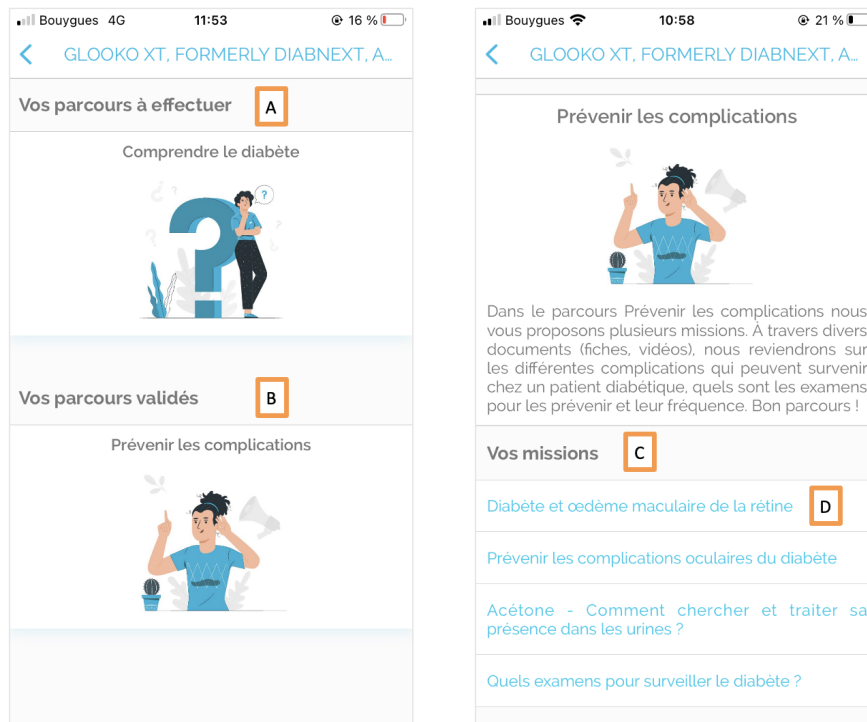 Bouygues 4G 11:53 16 %
GLOOKO XT, FORMERLY DIABNEXT, A...
Vos parcours à effectuer A
Comprendre le diabète
? ? ? ? ?
Vos parcours validés B
Prévenir les complications
Bouygues 10:58 21 %
GLOOKO XT, FORMERLY DIABNEXT, A...
Prévenir les complications
Dans le parcours Prévenir les complications nous
vous proposons plusieurs missions. À travers divers
documents (fiches, vidéos), nous reviendrons sur
les différentes complications qui peuvent survenir
chez un patient diabétique, quels sont les examens
pour les prévenir et leur fréquence. Bon parcours !
Vos missions C
Diabète et œdème maculaire de la rétine D
Prévenir les complications oculaires du diabète
Acétone - Comment chercher et traiter sa
présence dans les urines ?
Quels examens pour surveiller le diabète ?